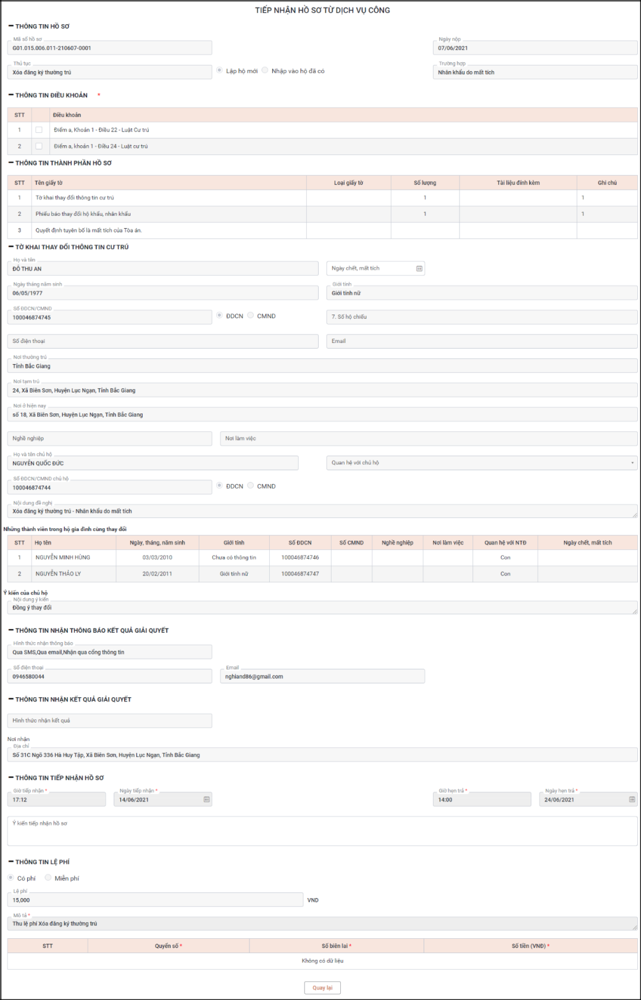 TIẾP NHẬN HỒ SƠ TỪ DỊCH VỤ CÔNG
THÔNG TIN HỒ SƠ
Mã số hồ sơ
G01.015.006.011-210607-0001
Ngày nộp
07/06/2021
Thủ tục
Xóa đăng ký thường trú
Lập hộ mới Nhập vào hộ đã có
Trường hợp
Nhân khẩu do mất tích
THÔNG TIN ĐIỀU KHOẢN *
STT Điều khoản
1 Điểm a, Khoản 1 - Điều 22 - Luật Cư trú
2 Điểm a, khoản 1 - Điều 24 - Luật cư trú
THÔNG TIN THÀNH PHẦN HỒ SƠ
STT Tên giấy tờ Loại giấy tờ Số lượng Tài liệu đính kèm Ghi chú
1 Tờ khai thay đổi thông tin cư trú 1 1
2 Phiếu báo thay đổi hộ khẩu, nhân khẩu 1 1
3 Quyết định tuyên bố là mất tích của Tòa án.
TỜ KHAI THAY ĐỔI THÔNG TIN CƯ TRÚ
Họ và tên
ĐỖ THU AN
Ngày chết, mất tích
Ngày tháng năm sinh
06/05/1977
Giới tính
Giới tính nữ
Số ĐDCN/CMND
100046874745
ĐDCN CMND
7. Số hộ chiếu
Số điện thoại
Email
Nơi thường trú
Tỉnh Bắc Giang
Nơi tạm trú
24, Xã Biên Sơn, Huyện Lục Ngạn, Tỉnh Bắc Giang
Nơi ở hiện nay
số 18, Xã Biên Sơn, Huyện Lục Ngạn, Tỉnh Bắc Giang
Nghề nghiệp
Nơi làm việc
Họ và tên chủ hộ
NGUYỄN QUỐC ĐỨC
Quan hệ với chủ hộ
Số ĐDCN/CMND chủ hộ
100046874744
ĐDCN CMND
Nội dung đề nghị
Xóa đăng ký thường trú - Nhân khẩu do mất tích
Những thành viên trong hộ gia đình cùng thay đổi
STT Họ tên Ngày, tháng, năm sinh Giới tính Số ĐDCN Số CMND Nghề nghiệp Nơi làm việc Quan hệ với NTĐ Ngày chết, mất tích
1 NGUYỄN MINH HÙNG 03/03/2010 Chưa có thông tin 100046874746 Con
2 NGUYỄN THẢO LY 20/02/2011 Giới tính nữ 100046874747 Con
Ý kiến của chủ hộ
Nội dung ý kiến
Đồng ý thay đổi
THÔNG TIN NHẬN THÔNG BÁO KẾT QUẢ GIẢI QUYẾT
Hình thức nhận thông báo
Qua SMS,Qua email,Nhận qua cổng thông tin
Số điện thoại
0946580044
Email
nghiand86@gmail.com
THÔNG TIN NHẬN KẾT QUẢ GIẢI QUYẾT
Hình thức nhận kết quả
Nơi nhận
Địa chỉ
Số 31C Ngõ 336 Hà Huy Tập, Xã Biên Sơn, Huyện Lục Ngạn, Tỉnh Bắc Giang
THÔNG TIN TIẾP NHẬN HỒ SƠ
Giờ tiếp nhận *
17:12
Ngày tiếp nhận *
14/06/2021
Giờ hẹn trả *
14:00
Ngày hẹn trả *
24/06/2021
Ý kiến tiếp nhận hồ sơ
THÔNG TIN LỆ PHÍ
Có phí Miễn phí
Lệ phí
15,000
VND
Mô tả *
Thu lệ phí Xóa đăng ký thường trú
STT Quyển số * Số biên lai * Số tiền (VNĐ) *
Không có dữ liệu
Quay lại